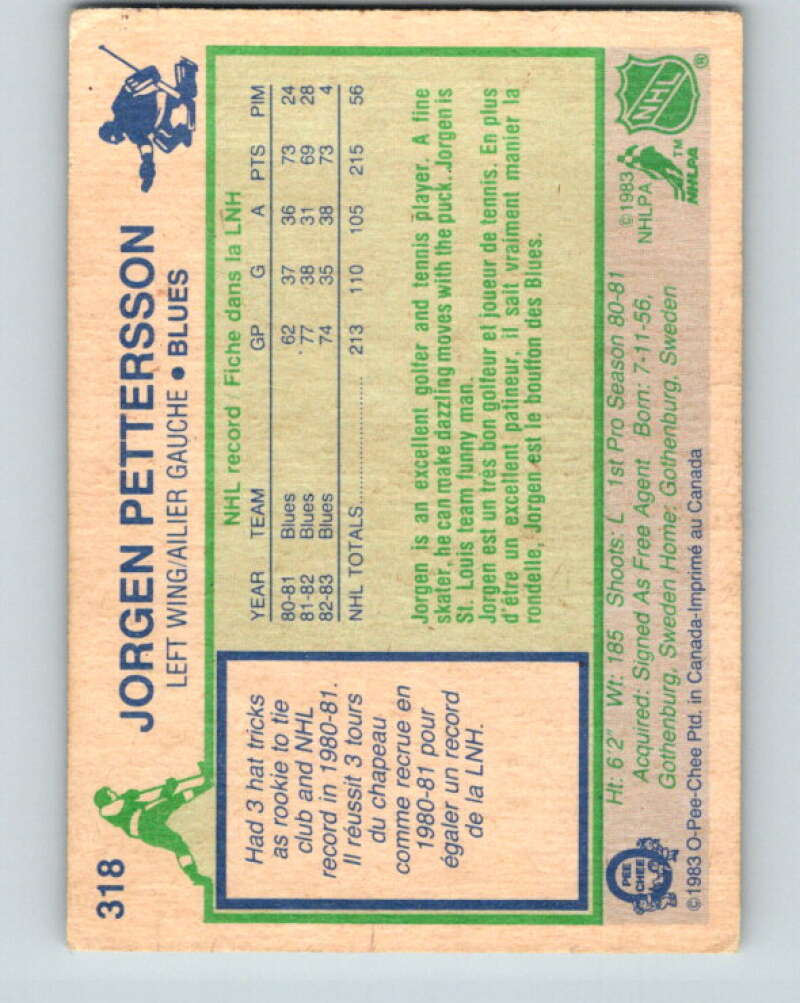 318
JORGEN PETTERSSON
LEFT WING/AILIER GAUCHE • BLUES
Had 3 hat tricks
as rookie to tie
club and NHL
record in 1980-81.
Il réussit 3 tours
du chapeau
comme recrue en
1980-81 pour
égaler un record
de la LNH.
NHL record / Fiche dans la LNH
YEAR TEAM GP G A PTS PIM
80-81 Blues 62 37 36 73 24
81-82 Blues 77 38 31 69 28
82-83 Blues 74 35 38 73 4
NHL TOTALS.................... 213 110 105 215 56
Jorgen is an excellent golfer and tennis player. A fine
skater, he can make dazzling moves with the puck. Jorgen is
St. Louis team funny man.
Jorgen est un très bon golfeur et joueur de tennis. En plus
d'être un excellent patineur, il sait vraiment manier la
rondelle, Jorgen est le bouffon des Blues.
O PEE CHEE
Ht: 6'2" Wt: 185 Shoots: L 1st Pro Season 80-81
Acquired: Signed As Free Agent Born: 7-11-56,
Gothenburg, Sweden Home: Gothenburg, Sweden
©1983 O-Pee-Chee Ptd. in Canada-Imprimé au Canada
©1983
NHLPA
NHL ®
NHLPA ™